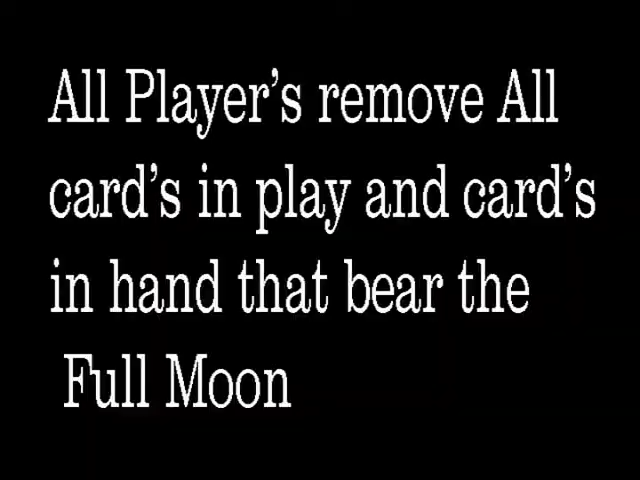 All Player's remove All
card's in play and card's
in hand that bear the
Full Moon